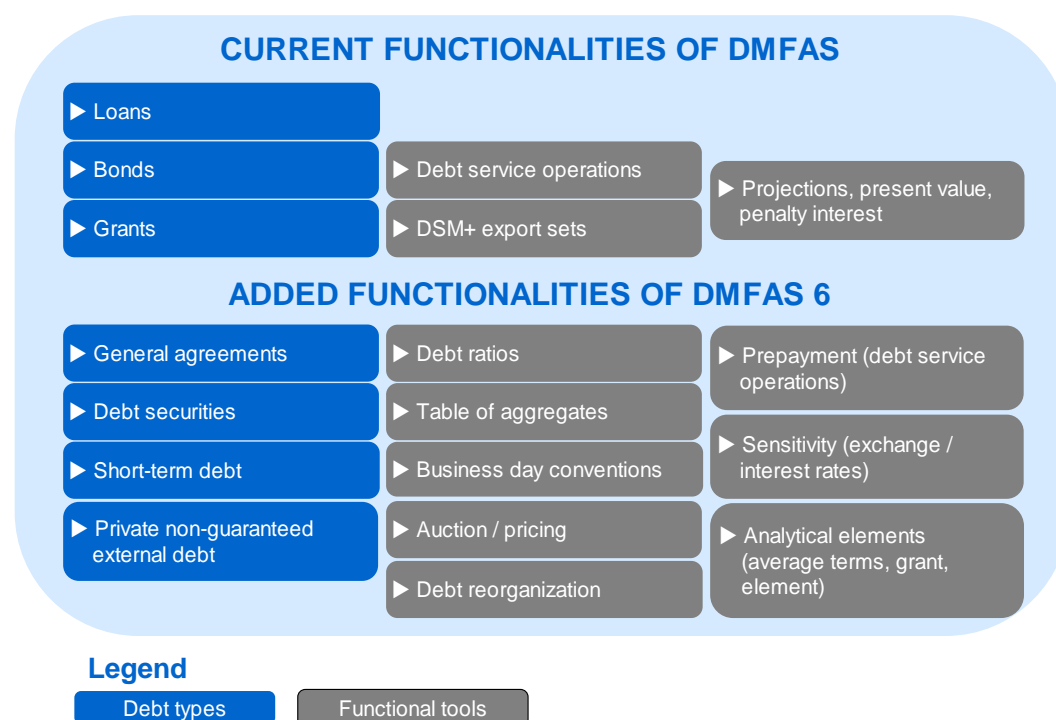 CURRENT FUNCTIONALITIES OF DMFAS
▶ Loans
▶ Bonds
▶ Grants
▶ Debt service operations
▶ DSM+ export sets
▶ Projections, present value,
penalty interest
ADDED FUNCTIONALITIES OF DMFAS 6
▶ General agreements
▶ Debt securities
▶ Short-term debt
▶ Private non-guaranteed
external debt
▶ Debt ratios
▶ Table of aggregates
▶ Business day conventions
▶ Auction / pricing
▶ Debt reorganization
▶ Prepayment (debt service
operations)
▶ Sensitivity (exchange /
interest rates)
▶ Analytical elements
(average terms, grant,
element)
Legend
Debt types
Functional tools